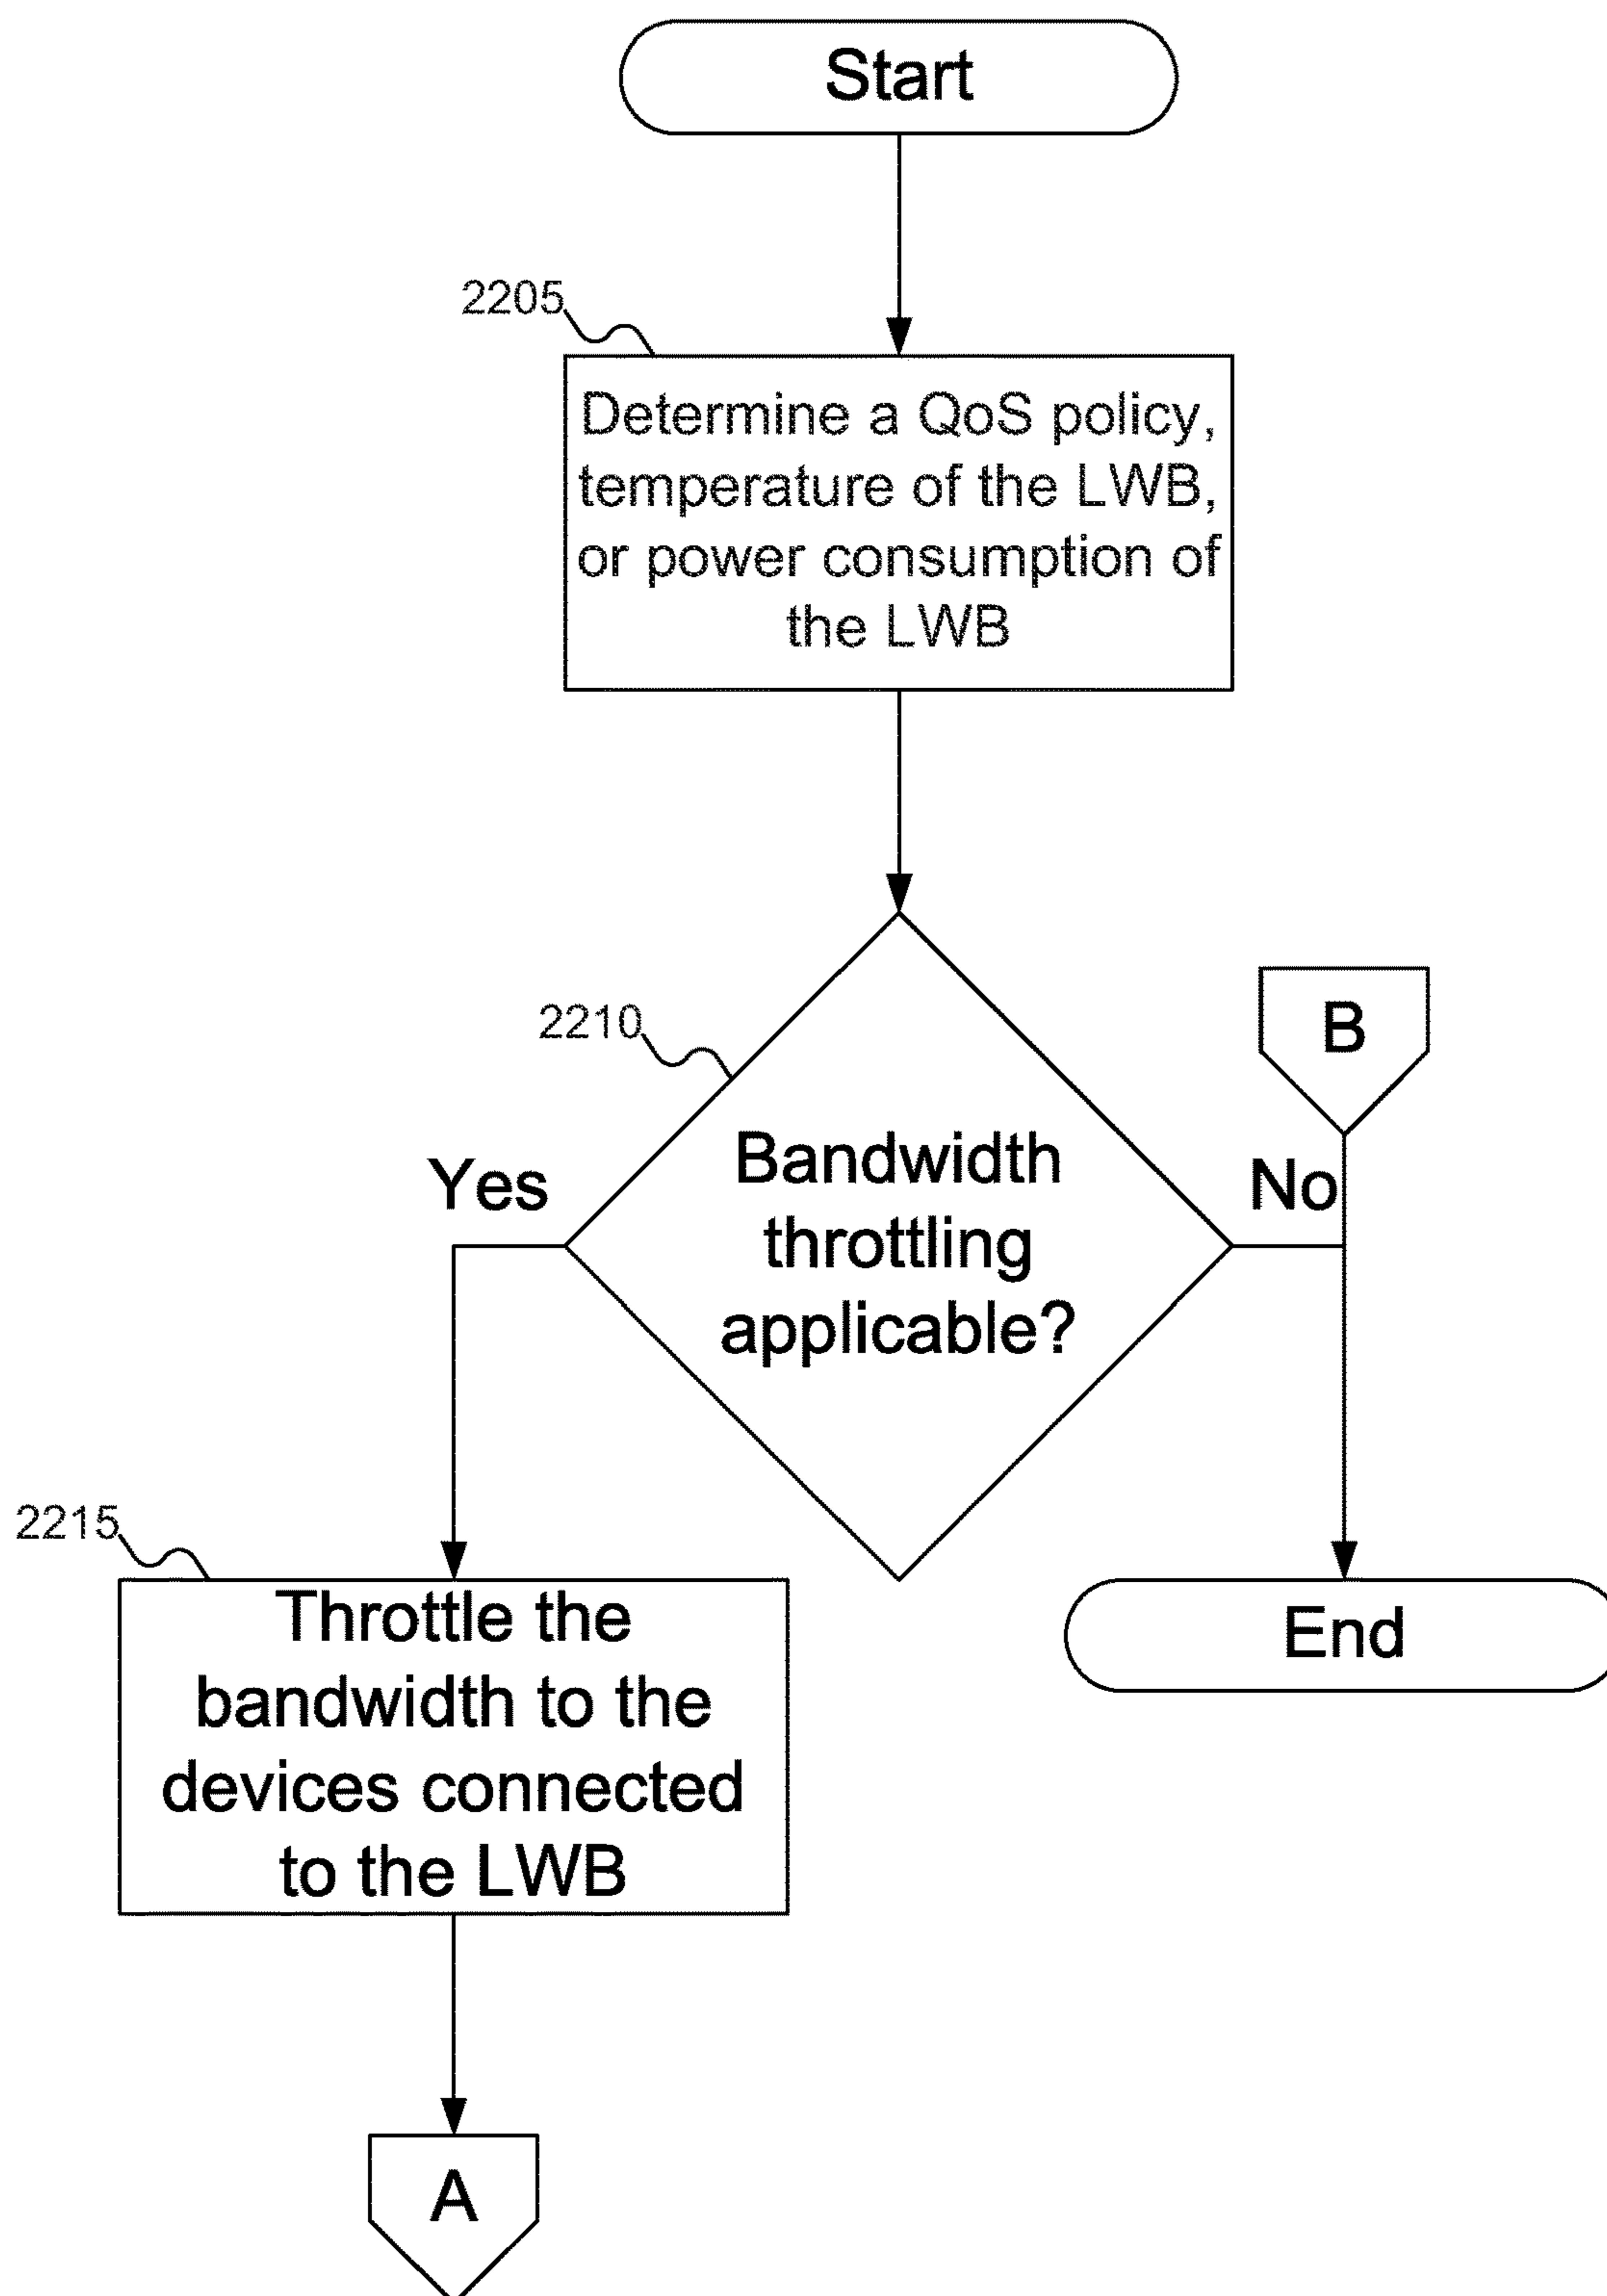 Start
2205
Determine a QoS policy,
temperature of the LWB,
or power consumption of
the LWB
2210
B
Yes
No
Bandwidth
throttling
applicable?
2215
Throttle the
bandwidth to the
devices connected
to the LWB
End
A